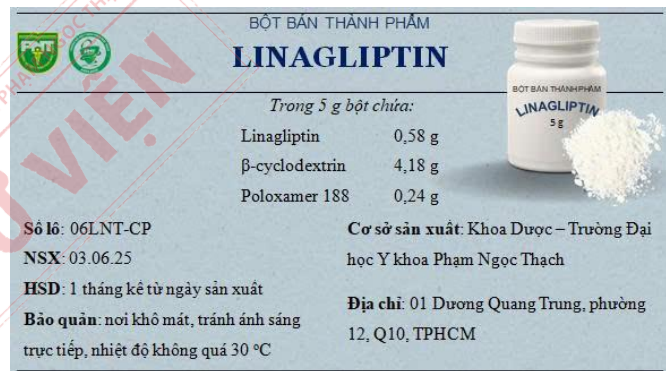 BỘT BÁN THÀNH PHẨM
LINAGLIPTIN
Trong 5 g bột chứa:
Linagliptin 0,58 g
β-cyclodextrin 4,18 g
Poloxamer 188 0,24 g
BỘT BÁN THÀNH PHẨM
LINAGLIPTIN
5 g
Số lô: 06LNT-CP
NSX: 03.06.25
HSD: 1 tháng kể từ ngày sản xuất
Bảo quản: nơi khô mát, tránh ánh sáng
trực tiếp, nhiệt độ không quá 30 °C
Cơ sở sản xuất: Khoa Dược – Trường Đại
học Y khoa Phạm Ngọc Thạch
Địa chỉ: 01 Dương Quang Trung, phường
12, Q10, TPHCM
VIỆN